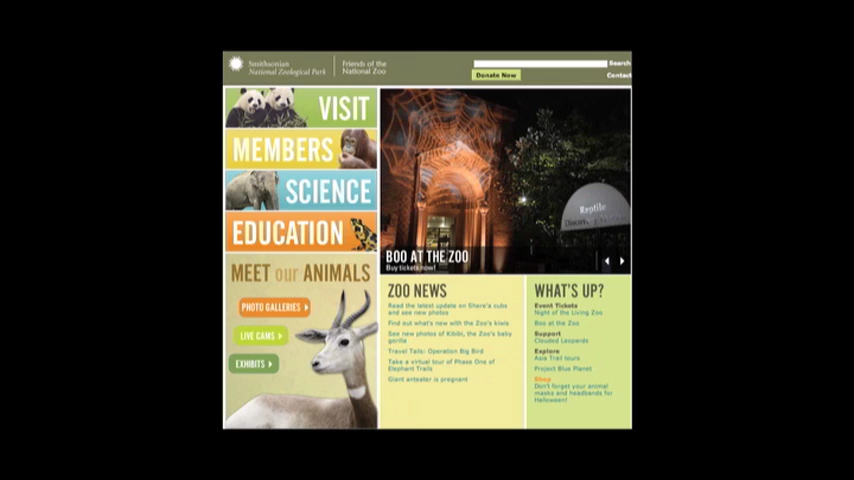 Smithsonian
National Zoological Park
Friends of the
National Zoo
Search
Donate Now
Contact
VISIT
MEMBERS
SCIENCE
EDUCATION
MEET our ANIMALS
PHOTO GALLERIES
LIVE CAMS
EXHIBITS
Reptile
BOO AT THE ZOO
Buy tickets now!
ZOO NEWS
Read the latest update on Shera's cubs
and see new photos
Find out what's new with the Zoo's kiwis
See new photos of Kibibi, the Zoo's baby
gorilla
Travel Tails: Operation Big Bird
Take a virtual tour of Phase One of
Elephant Trails
Giant anteater is pregnant
WHAT'S UP?
Event Tickets
Night of the Living Zoo
Boo at the Zoo
Support
Clouded Leopards
Explore
Asia Trail tours
Project Blue Planet
Shop
Don't forget your animal
masks and headbands for
Halloween!